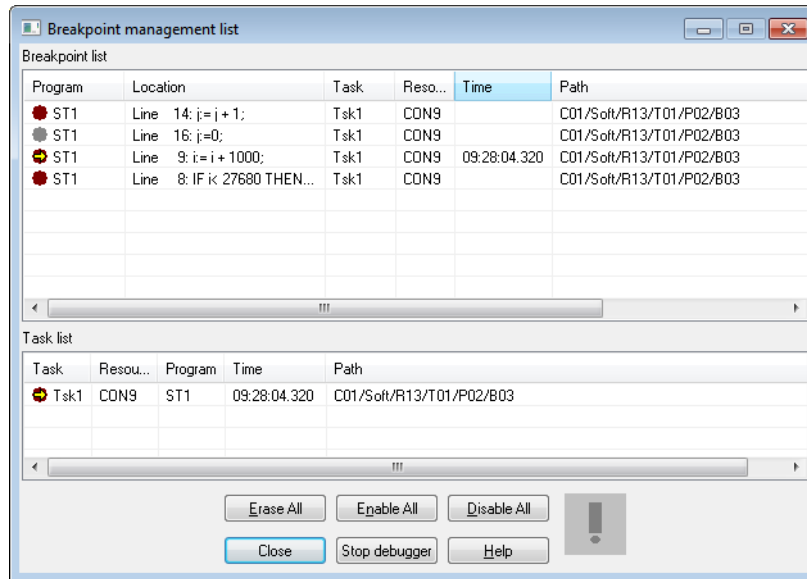 Breakpoint management list
Breakpoint list
Program Location Task Reso... Time Path
ST1 Line 14: j:= j + 1; Tsk1 CON9 C01/Soft/R13/T01/P02/B03
ST1 Line 16: j:=0; Tsk1 CON9 C01/Soft/R13/T01/P02/B03
ST1 Line 9: i:= i + 1000; Tsk1 CON9 09:28:04.320 C01/Soft/R13/T01/P02/B03
ST1 Line 8: IF i< 27680 THEN... Tsk1 CON9 C01/Soft/R13/T01/P02/B03
Task list
Task Resou... Program Time Path
Tsk1 CON9 ST1 09:28:04.320 C01/Soft/R13/T01/P02/B03
Erase All Enable All Disable All
Close Stop debugger Help